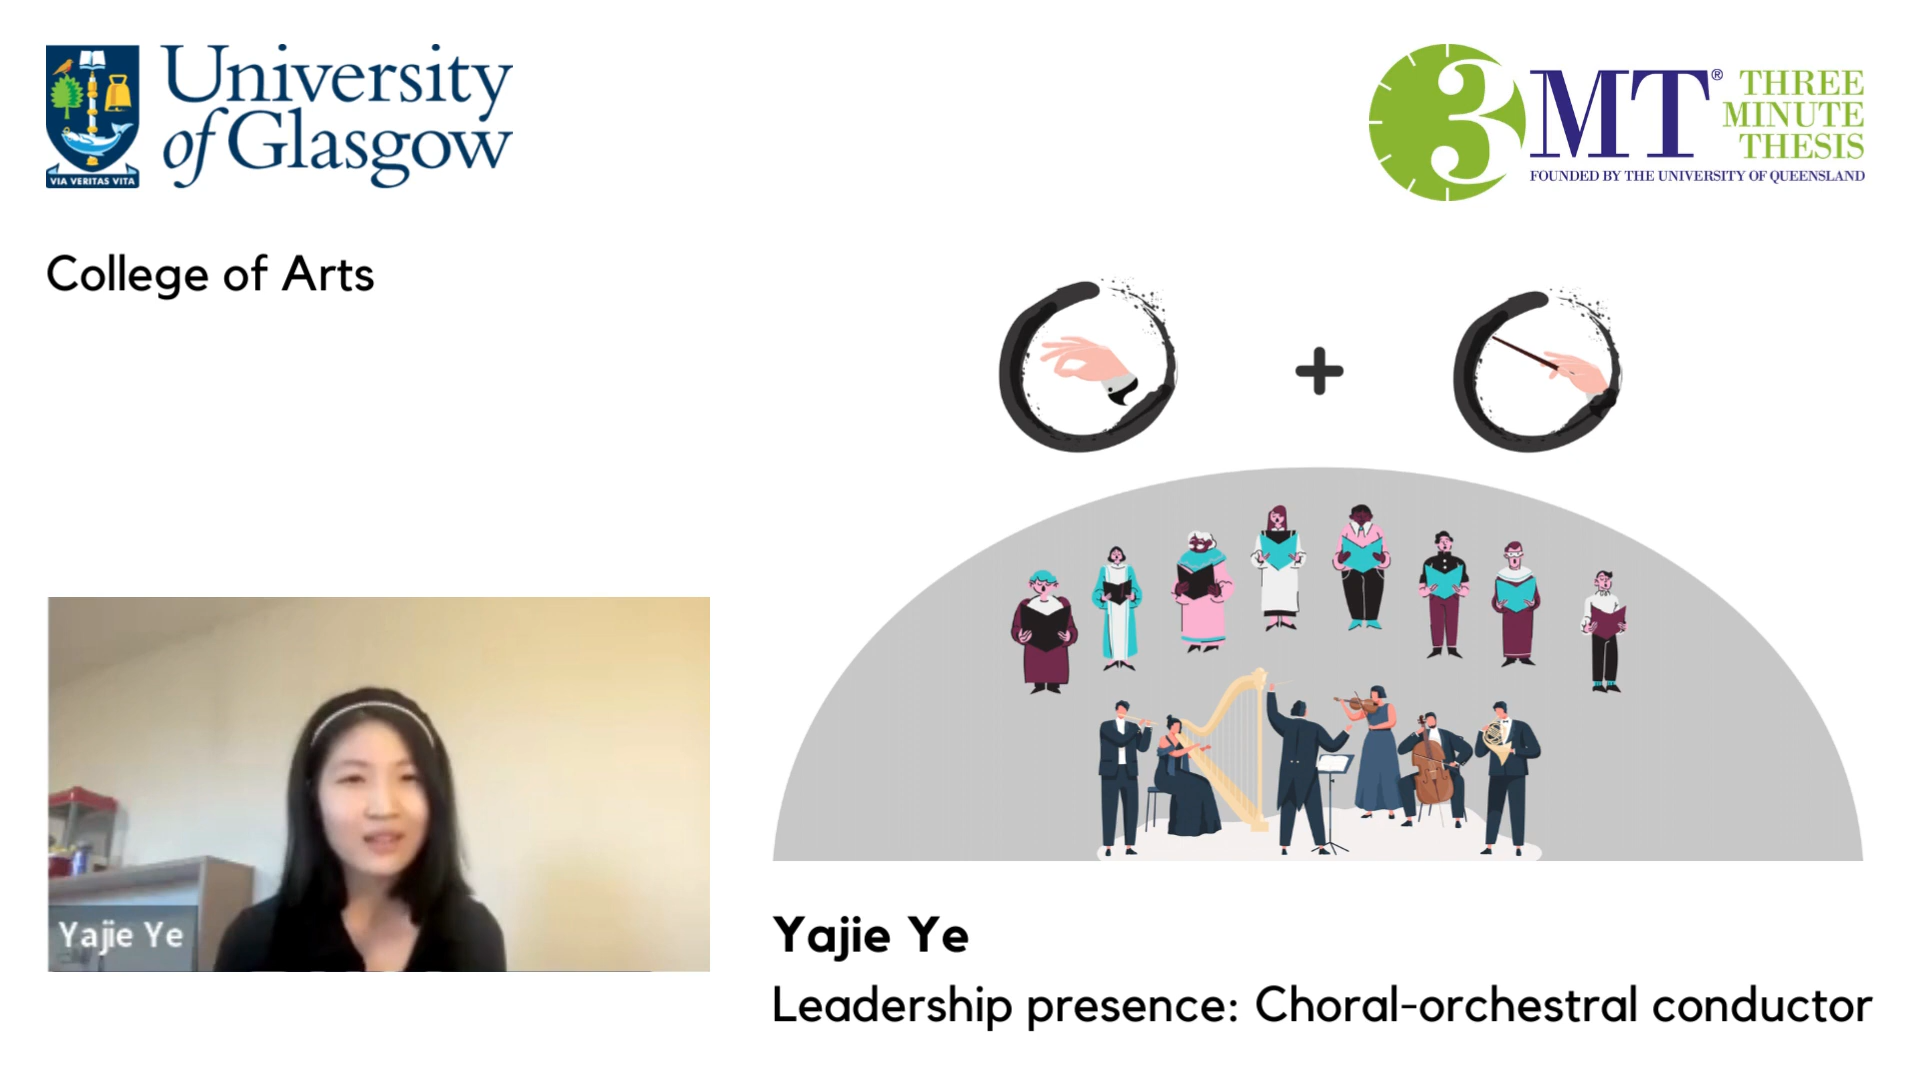 University
of Glasgow
VIA VERITAS VITA
3MT® THREE
MINUTE
THESIS
FOUNDED BY THE UNIVERSITY OF QUEENSLAND
College of Arts
Yajie Ye
Yajie Ye
Leadership presence: Choral-orchestral conductor